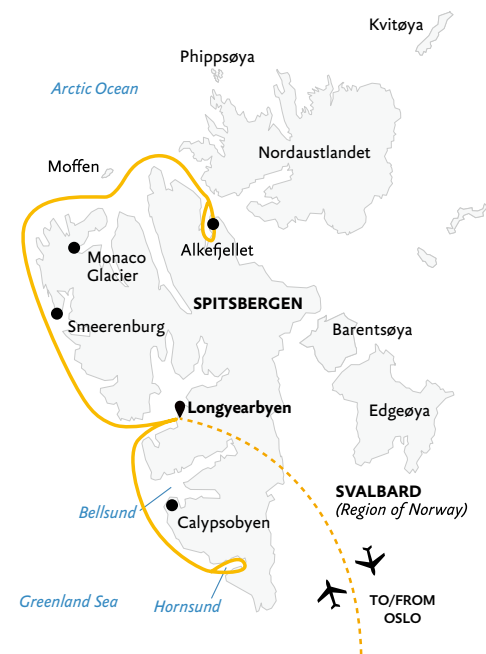 Kvitøya
Phippsøya
Arctic Ocean
Nordaustlandet
Moffen
Alkefjellet
Monaco
Glacier
SPITSBERGEN
Smeerenburg
Barentsøya
Longyearbyen
Edgeøya
SVALBARD
(Region of Norway)
Bellsund
Calypsobyen
Greenland Sea
Hornsund
TO/FROM
OSLO